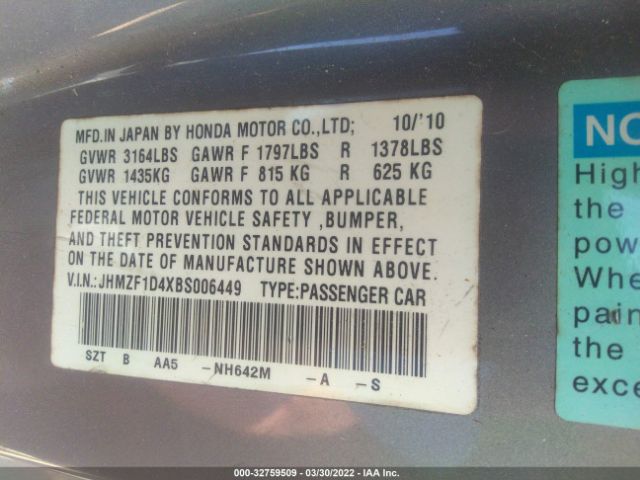 MFD.IN JAPAN BY HONDA MOTOR CO.,LTD; 10/'10
GVWR 3164LBS GAWR F 1797LBS R 1378LBS
GVWR 1435KG GAWR F 815 KG R 625 KG
THIS VEHICLE CONFORMS TO ALL APPLICABLE
FEDERAL MOTOR VEHICLE SAFETY ,BUMPER,
AND THEFT PREVENTION STANDARDS IN EFFECT
ON THE DATE OF MANUFACTURE SHOWN ABOVE.
V.I.N.: JHMZF1D4XBS006449 TYPE:PASSENGER CAR
SZT B AA5 -NH642M -A -S
NO
High
the
pow
Whe
pain
the
exce
000-32759509 - 03/30/2022 - IAA Inc.